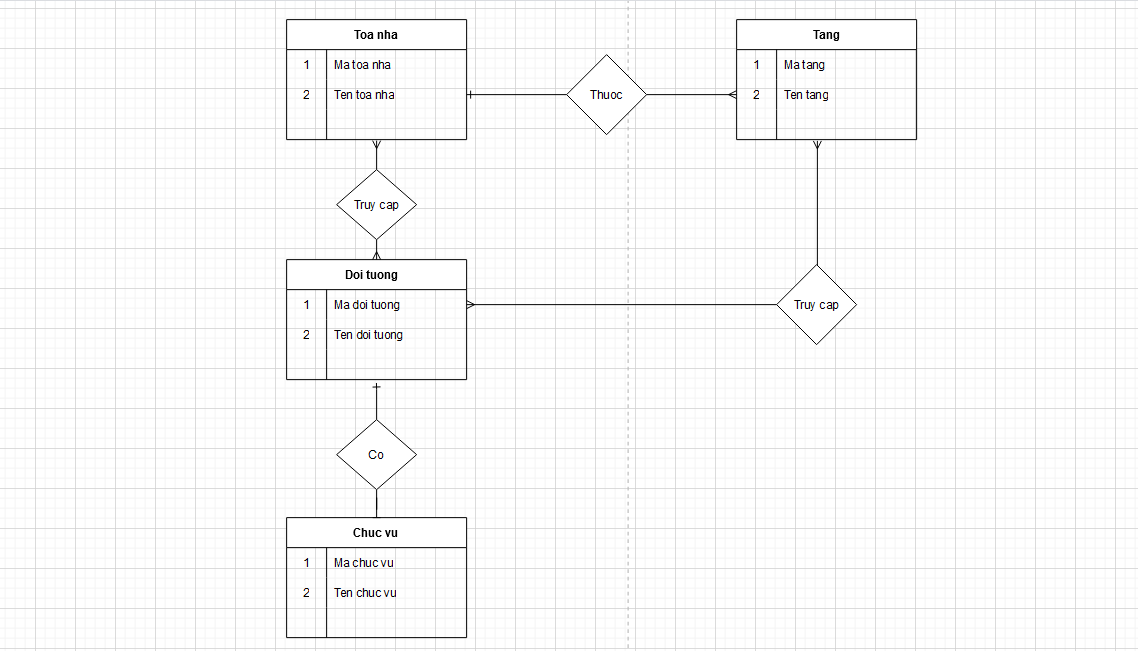 Toa nha
1 Ma toa nha
2 Ten toa nha
Thuoc
Tang
1 Ma tang
2 Ten tang
Truy cap
Doi tuong
1 Ma doi tuong
2 Ten doi tuong
Truy cap
Co
Chuc vu
1 Ma chuc vu
2 Ten chuc vu